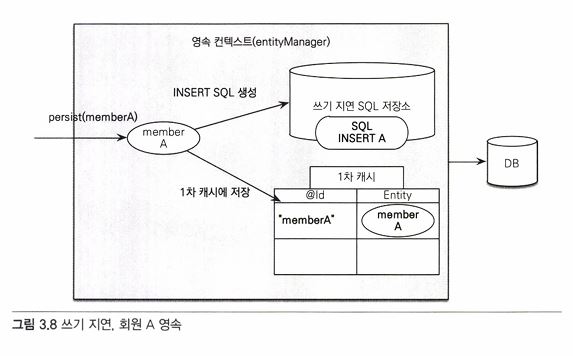 영속 컨텍스트(entityManager)
INSERT SQL 생성
쓰기 지연 SQL 저장소
persist(memberA)
member
A
SQL
INSERT A
DB
1차 캐시
1차 캐시에 저장
@Id
Entity
"memberA"
member
A
그림 3.8 쓰기 지연, 회원 A 영속